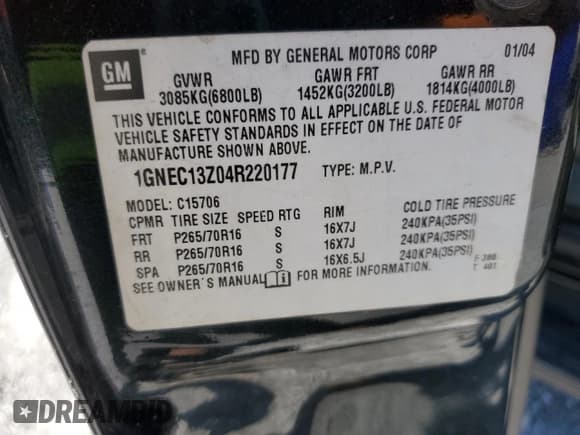 GM
MFD BY GENERAL MOTORS CORP 01/04
GVWR GAWR FRT GAWR RR
3085KG(6800LB) 1452KG(3200LB) 1814KG(4000LB)
THIS VEHICLE CONFORMS TO ALL APPLICABLE U.S. FEDERAL MOTOR
VEHICLE SAFETY STANDARDS IN EFFECT ON THE DATE OF
MANUFACTURE SHOWN ABOVE.
1GNEC13Z04R220177 TYPE: M.P.V.
MODEL: C15706
CPMR TIRE SIZE SPEED RTG RIM COLD TIRE PRESSURE
FRT P265/70R16 S 16X7J 240KPA(35PSI)
RR P265/70R16 S 16X7J 240KPA(35PSI)
SPA P265/70R16 S 16X6.5J 240KPA(35PSI)
SEE OWNER'S MANUAL FOR MORE INFORMATION.
T 401
DREAMBID